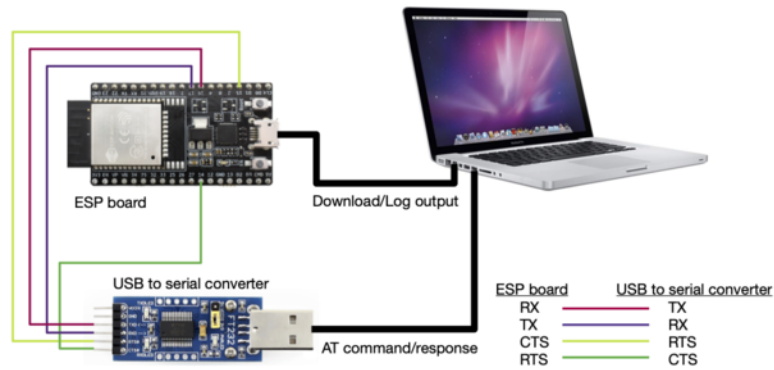 ESP board
Download/Log output
USB to serial converter
FT232
AT command/response
ESP board USB to serial converter
RX TX
TX RX
CTS RTS
RTS CTS